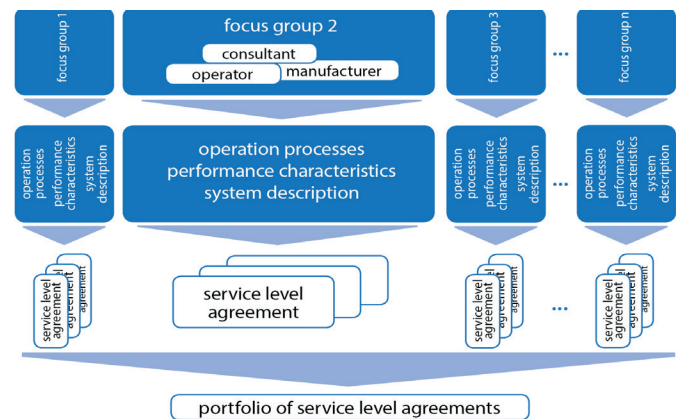 focus group 1
focus group 2
consultant
operator
manufacturer
focus group 3
...
focus group n
operation
processes
performance
characteristics
system
description
operation processes
performance characteristics
system description
operation
processes
performance
characteristics
system
description
...
operation
processes
performance
characteristics
system
description
service level
agreement
agreement
service level
agreement
service level
agreement
agreement
...
service level
agreement
agreement
portfolio of service level agreements